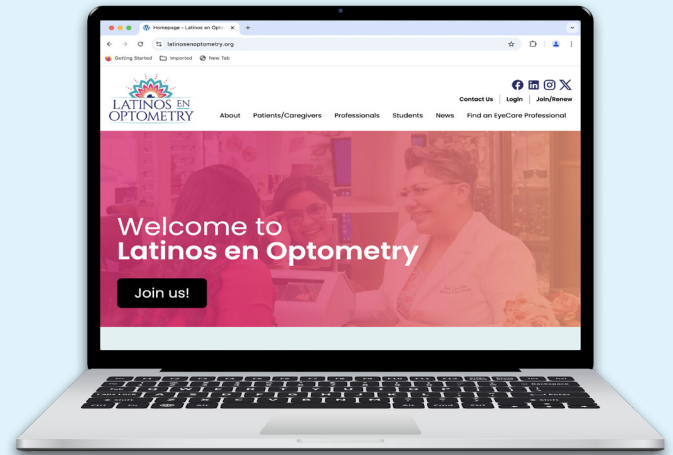 Homepage - Latinos en Opto
latinosenoptometry.org
Getting Started
Imported
New Tab
LATINOS EN
OPTOMETRY
Contact Us
Login
Join/Renew
About
Patients/Caregivers
Professionals
Students
News
Find an EyeCare Professional
Welcome to
Latinos en Optometry
Join us!